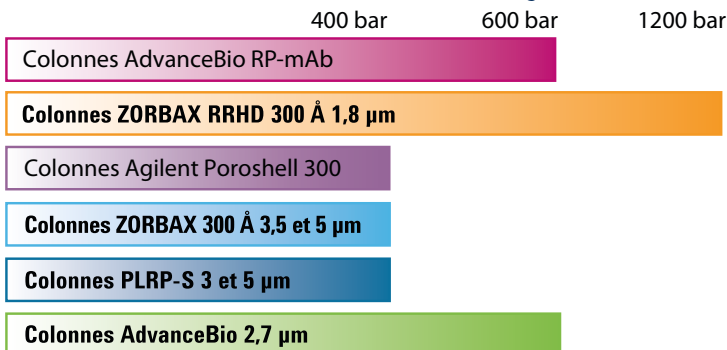 400 bar 600 bar 1200 bar
Colonnes AdvanceBio RP-mAb
Colonnes ZORBAX RRHD 300 Å 1,8 µm
Colonnes Agilent Poroshell 300
Colonnes ZORBAX 300 Å 3,5 et 5 µm
Colonnes PLRP-S 3 et 5 µm
Colonnes AdvanceBio 2,7 µm